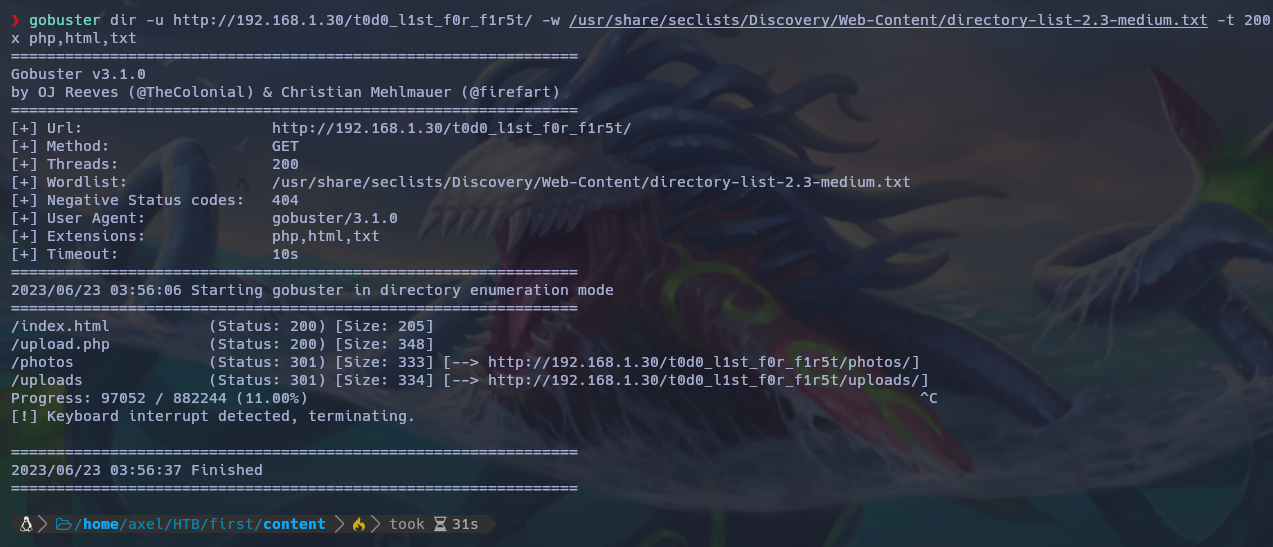 ❯ gobuster dir -u http://192.168.1.30/t0d0_l1st_f0r_f1r5t/ -w /usr/share/seclists/Discovery/Web-Content/directory-list-2.3-medium.txt -t 200
x php,html,txt
===============================================================
Gobuster v3.1.0
by OJ Reeves (@TheColonial) & Christian Mehlmauer (@firefart)
===============================================================
[+] Url:                     http://192.168.1.30/t0d0_l1st_f0r_f1r5t/
[+] Method:                  GET
[+] Threads:                 200
[+] Wordlist:                /usr/share/seclists/Discovery/Web-Content/directory-list-2.3-medium.txt
[+] Negative Status codes:   404
[+] User Agent:              gobuster/3.1.0
[+] Extensions:              php,html,txt
[+] Timeout:                 10s
===============================================================
2023/06/23 03:56:06 Starting gobuster in directory enumeration mode
===============================================================
/index.html           (Status: 200) [Size: 205]
/upload.php           (Status: 200) [Size: 348]
/photos               (Status: 301) [Size: 333] [--> http://192.168.1.30/t0d0_l1st_f0r_f1r5t/photos/]
/uploads              (Status: 301) [Size: 334] [--> http://192.168.1.30/t0d0_l1st_f0r_f1r5t/uploads/]
Progress: 97052 / 882244 (11.00%)                                                                    ^C
[!] Keyboard interrupt detected, terminating.
===============================================================
2023/06/23 03:56:37 Finished
===============================================================
/home/axel/HTB/first/content took 31s